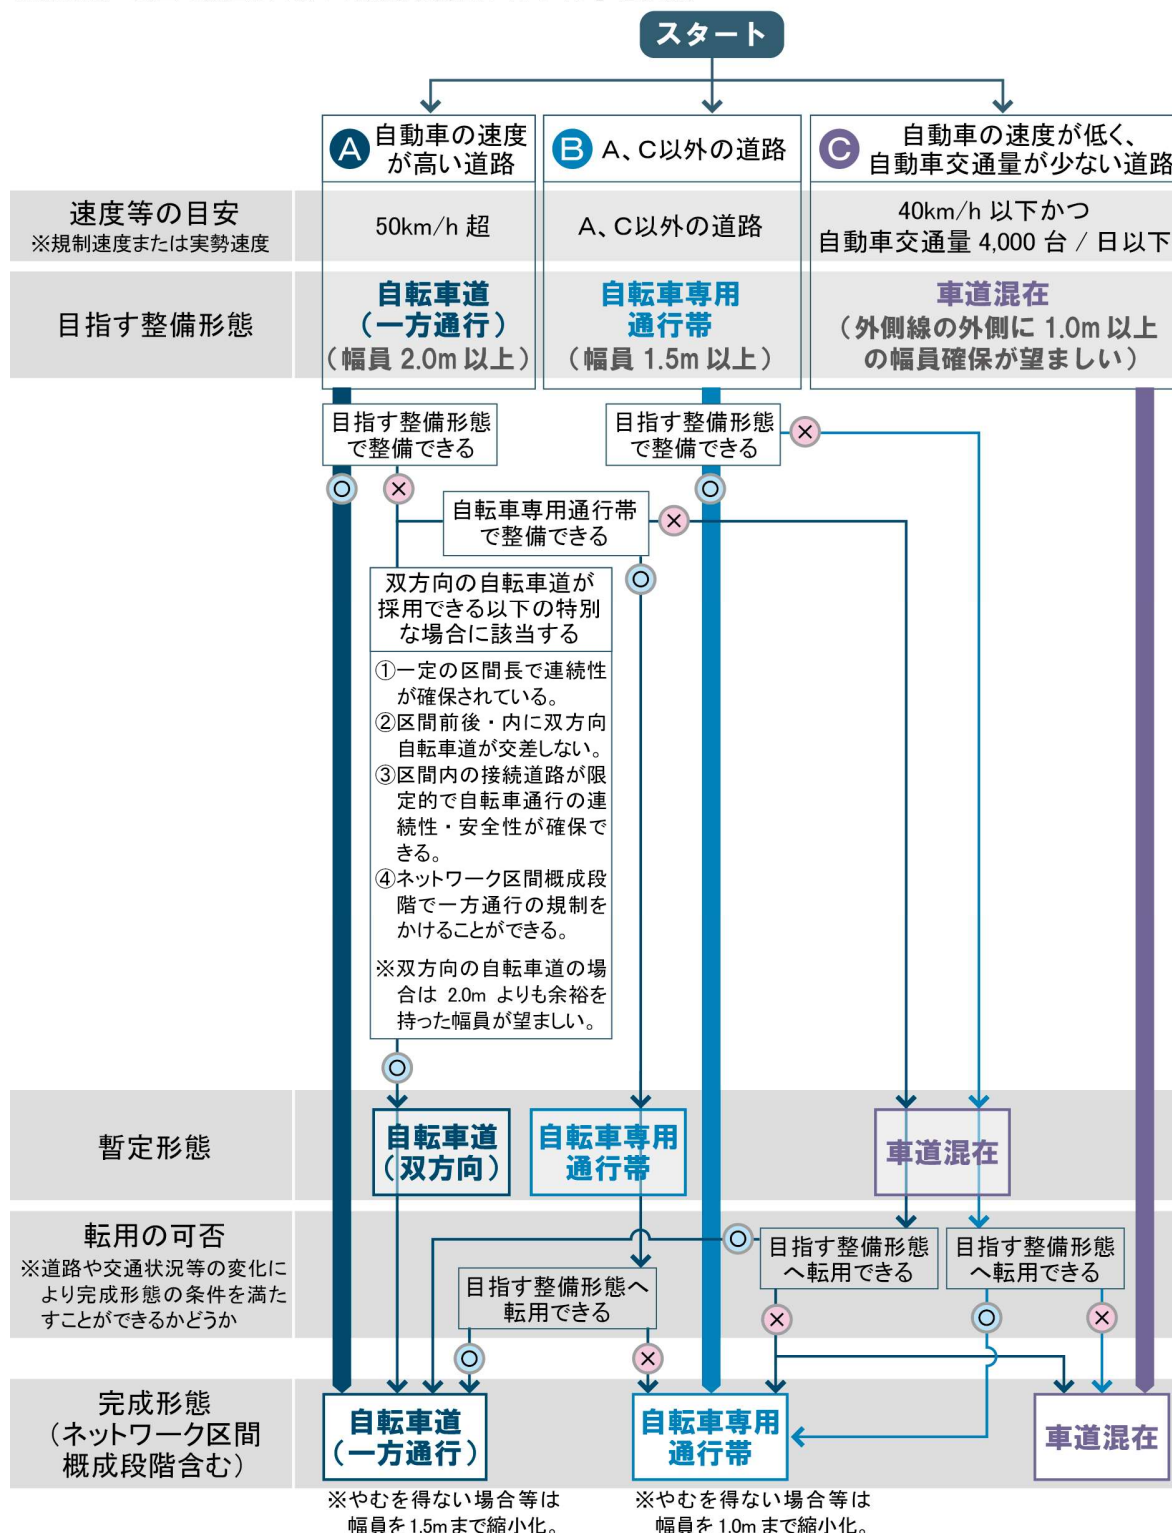 スタート
A 自動車の速度
が高い道路
B A、C以外の道路
C 自動車の速度が低く、
自動車交通量が少ない道路
速度等の目安
※規制速度または実勢速度
50km/h 超
A、C以外の道路
40km/h 以下かつ
自動車交通量 4,000 台 / 日以下
目指す整備形態
自転車道
（一方通行）
（幅員 2.0m 以上）
自転車専用
通行帯
（幅員 1.5m 以上）
車道混在
（外側線の外側に 1.0m 以上
の幅員確保が望ましい）
目指す整備形態
で整備できる
目指す整備形態
で整備できる
×
○
×
○
自転車専用通行帯
で整備できる
×
○
双方向の自転車道が
採用できる以下の特別
な場合に該当する
①一定の区間長で連続性
が確保されている。
②区間前後・内に双方向
自転車道が交差しない。
③区間内の接続道路が限
定的で自転車通行の連
続性・安全性が確保で
きる。
④ネットワーク区間概成段
階で一方通行の規制を
かけることができる。
※双方向の自転車道の場
合は 2.0m よりも余裕を
持った幅員が望ましい。
○
暫定形態
自転車道
（双方向）
自転車専用
通行帯
車道混在
転用の可否
※道路や交通状況等の変化に
より完成形態の条件を満た
すことができるかどうか
○
目指す整備形態
へ転用できる
目指す整備形態
へ転用できる
目指す整備形態へ
転用できる
×
○
×
○
×
完成形態
（ネットワーク区間
概成段階含む）
自転車道
（一方通行）
自転車専用
通行帯
車道混在
※やむを得ない場合等は
幅員を1.5mまで縮小化。
※やむを得ない場合等は
幅員を1.0mまで縮小化。